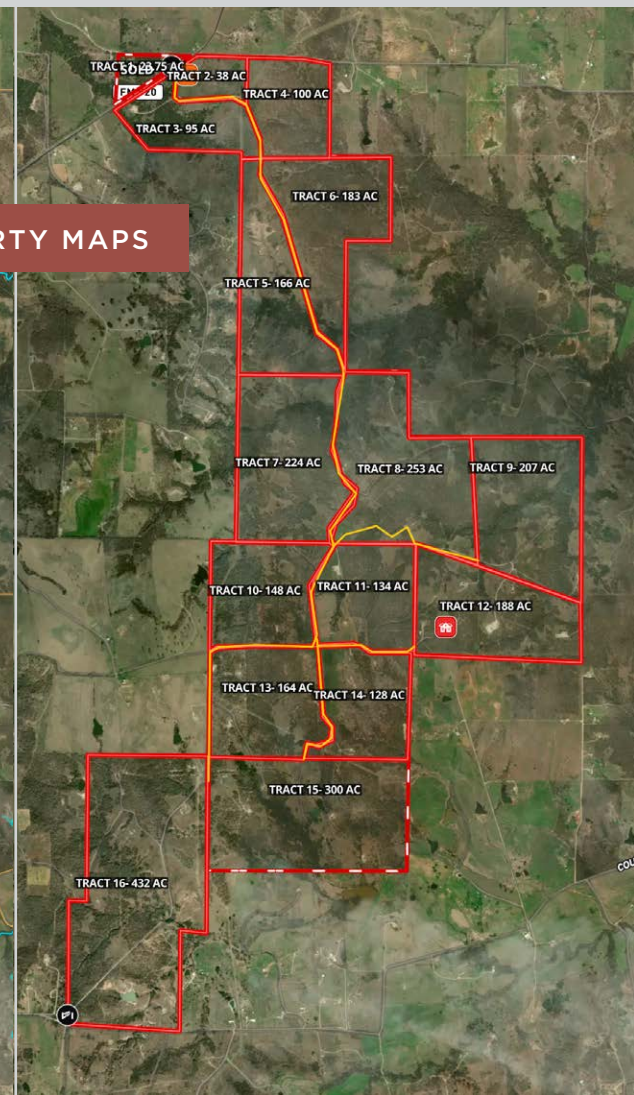 TRACT 1- 23.75 AC
SOLD
TRACT 2- 38 AC
TRACT 4- 100 AC
TRACT 3- 95 AC
TRACT 6- 183 AC
RTY MAPS
TRACT 5- 166 AC
TRACT 7- 224 AC
TRACT 8- 253 AC
TRACT 9- 207 AC
TRACT 10- 148 AC
TRACT 11- 134 AC
TRACT 12- 188 AC
TRACT 13- 164 AC
TRACT 14- 128 AC
TRACT 15- 300 AC
COU
TRACT 16- 432 AC